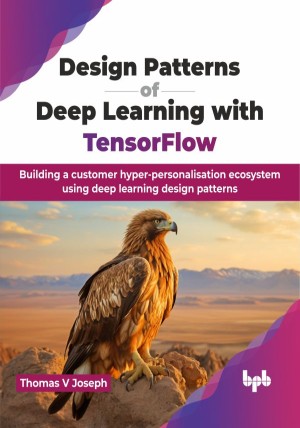 Design Patterns
of
Deep Learning with
TensorFlow
Building a customer hyper-personalisation ecosystem
using deep learning design patterns
Thomas V Joseph
bpb